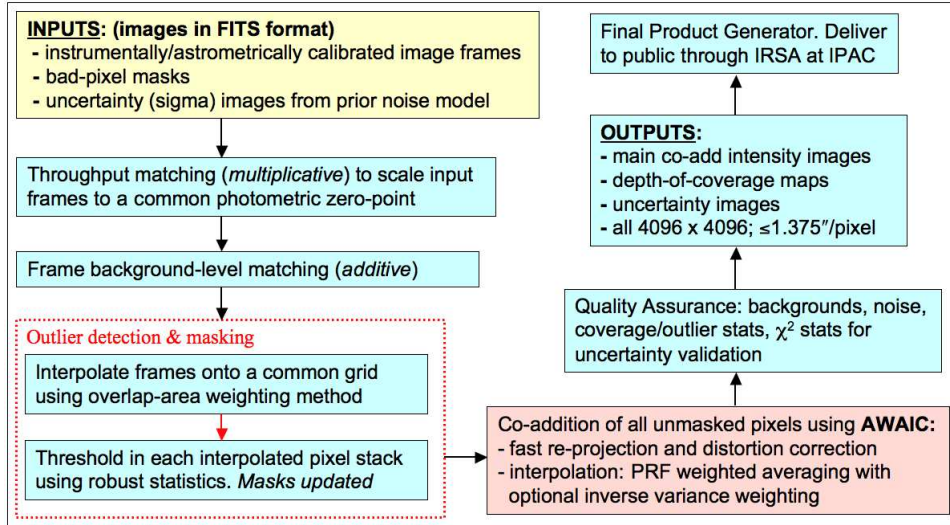 INPUTS: (images in FITS format)
- instrumentally/astrometrically calibrated image frames
- bad-pixel masks
- uncertainty (sigma) images from prior noise model
Throughput matching (multiplicative) to scale input
frames to a common photometric zero-point
Frame background-level matching (additive)
Outlier detection & masking
Interpolate frames onto a common grid
using overlap-area weighting method
Threshold in each interpolated pixel stack
using robust statistics. Masks updated
Co-addition of all unmasked pixels using AWAIC:
- fast re-projection and distortion correction
- interpolation: PRF weighted averaging with
optional inverse variance weighting
Quality Assurance: backgrounds, noise,
coverage/outlier stats, χ² stats for
uncertainty validation
OUTPUTS:
- main co-add intensity images
- depth-of-coverage maps
- uncertainty images
- all 4096 x 4096; ≤1.375″/pixel
Final Product Generator. Deliver
to public through IRSA at IPAC